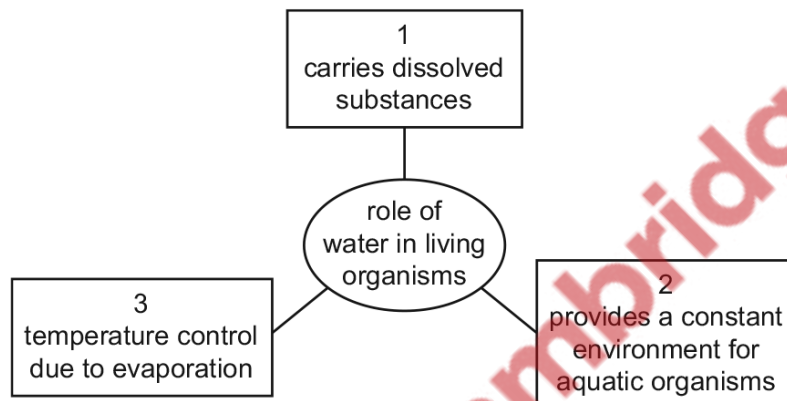 1
carries dissolved
substances
role of
water in living
organisms
3
temperature control
due to evaporation
2
provides a constant
environment for
aquatic organisms